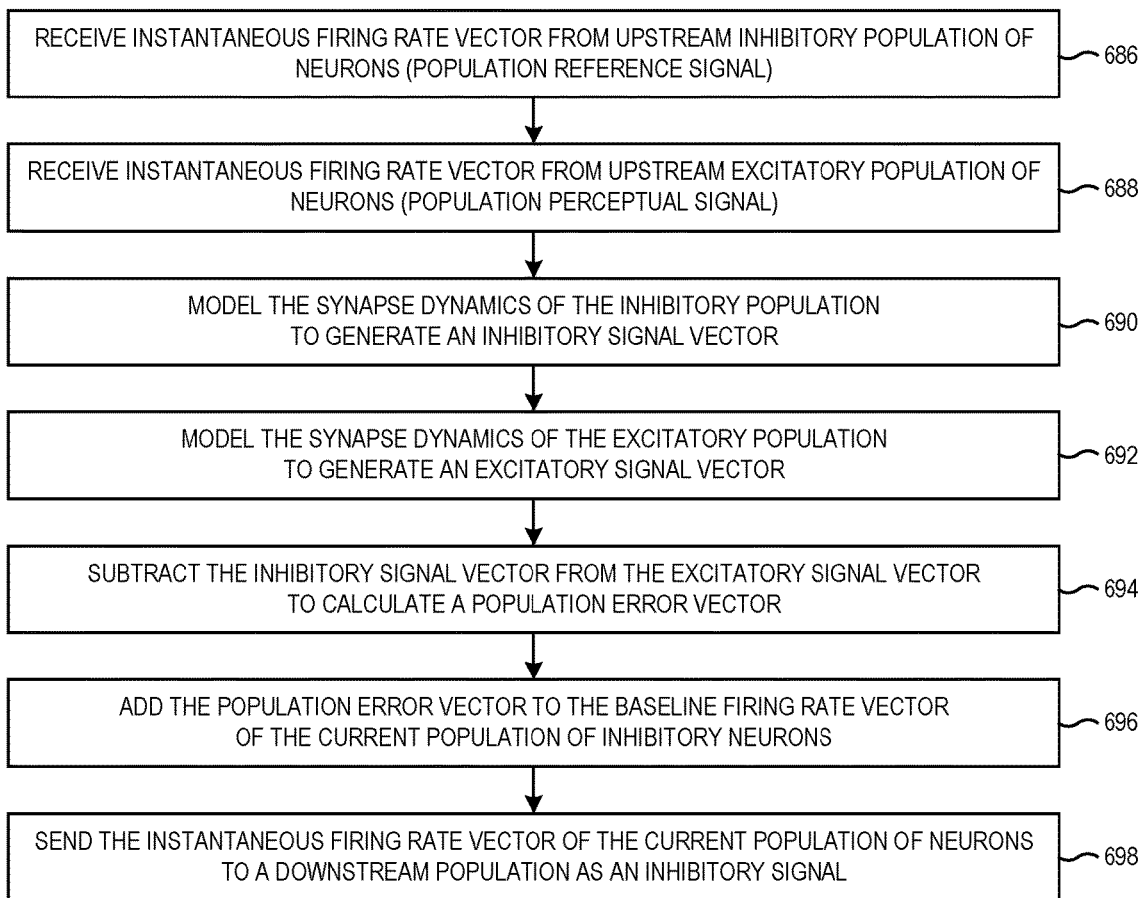 RECEIVE INSTANTANEOUS FIRING RATE VECTOR FROM UPSTREAM INHIBITORY POPULATION OF
NEURONS (POPULATION REFERENCE SIGNAL)
686
RECEIVE INSTANTANEOUS FIRING RATE VECTOR FROM UPSTREAM EXCITATORY POPULATION OF
NEURONS (POPULATION PERCEPTUAL SIGNAL)
688
MODEL THE SYNAPSE DYNAMICS OF THE INHIBITORY POPULATION
TO GENERATE AN INHIBITORY SIGNAL VECTOR
690
MODEL THE SYNAPSE DYNAMICS OF THE EXCITATORY POPULATION
TO GENERATE AN EXCITATORY SIGNAL VECTOR
692
SUBTRACT THE INHIBITORY SIGNAL VECTOR FROM THE EXCITATORY SIGNAL VECTOR
TO CALCULATE A POPULATION ERROR VECTOR
694
ADD THE POPULATION ERROR VECTOR TO THE BASELINE FIRING RATE VECTOR
OF THE CURRENT POPULATION OF INHIBITORY NEURONS
696
SEND THE INSTANTANEOUS FIRING RATE VECTOR OF THE CURRENT POPULATION OF NEURONS
TO A DOWNSTREAM POPULATION AS AN INHIBITORY SIGNAL
698